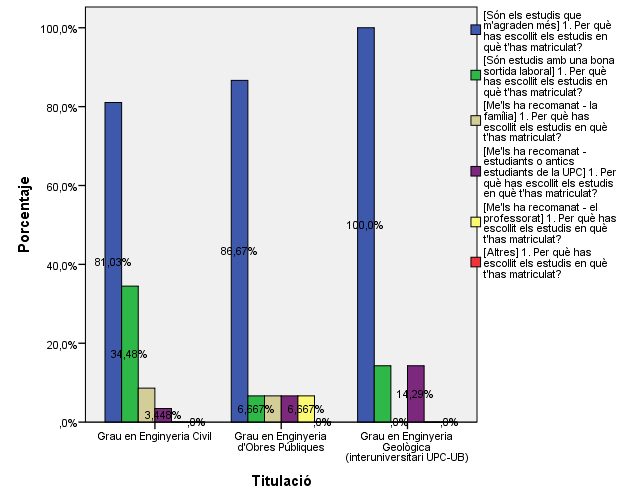 100,0%
80,0%
60,0%
40,0%
20,0%
,0%
Porcentaje
81,03%
34,48%
3,448%
,0%
86,67%
6,667%
6,667%
,0%
100,0%
,0%
14,29%
,0%
Grau en Enginyeria Civil
Grau en Enginyeria
d'Obres Públiques
Grau en Enginyeria
Geològica
(interuniversitari UPC-UB)
Titulació
[Són els estudis que
m'agraden més] 1. Per què
has escollit els estudis en
què t'has matriculat?
[Són estudis amb una bona
sortida laboral] 1. Per què
has escollit els estudis en
què t'has matriculat?
[Me'ls ha recomanat - la
família] 1. Per què has
escollit els estudis en què
t'has matriculat?
[Me'ls ha recomanat -
estudiants o antics
estudiants de la UPC] 1. Per
què has escollit els estudis
en què t'has matriculat?
[Me'ls ha recomanat - el
professorat] 1. Per què has
escollit els estudis en què
t'has matriculat?
[Altres] 1. Per què has
escollit els estudis en què
t'has matriculat?